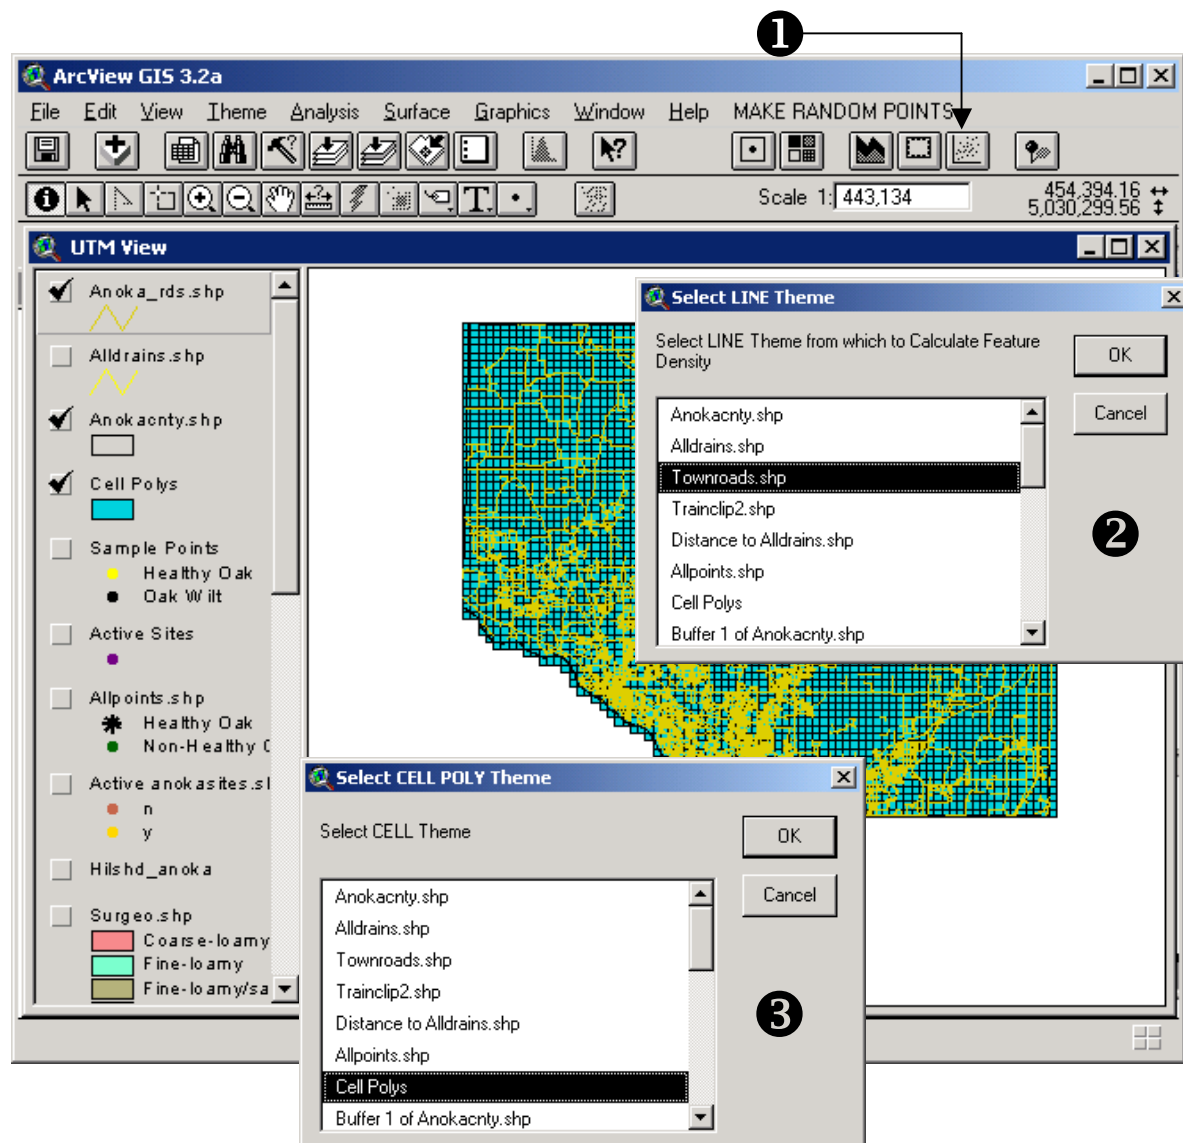 ❶
ArcView GIS 3.2a
File Edit View Theme Analysis Surface Graphics Window Help MAKE RANDOM POINTS
Scale 1: 443,134
454,394.16
5,030,299.56
UTM View
Anoka_rds.shp
Alldrains.shp
Anokacnty.shp
Cell Polys
Sample Points
Healthy Oak
Oak Wilt
Active Sites
Allpoints.shp
Healthy Oak
Non-Healthy
Active anokasites.sl
n
y
Hilshd_anoka
Surgeo.shp
Coarse-loamy
Fine-loamy
Fine-loamy/sa
Select LINE Theme
Select LINE Theme from which to Calculate Feature
Density
OK
Cancel
Anokacnty.shp
Alldrains.shp
Townroads.shp
Trainclip2.shp
Distance to Alldrains.shp
Allpoints.shp
Cell Polys
Buffer 1 of Anokacnty.shp
❷
Select CELL POLY Theme
Select CELL Theme
OK
Cancel
Anokacnty.shp
Alldrains.shp
Townroads.shp
Trainclip2.shp
Distance to Alldrains.shp
Allpoints.shp
Cell Polys
Buffer 1 of Anokacnty.shp
❸